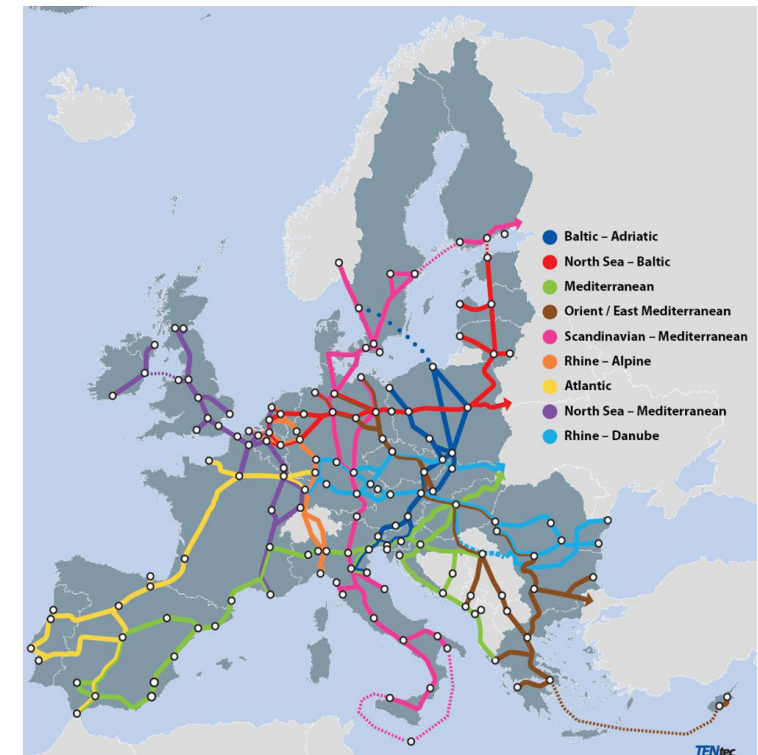 Baltic – Adriatic
North Sea – Baltic
Mediterranean
Orient / East Mediterranean
Scandinavian – Mediterranean
Rhine – Alpine
Atlantic
North Sea – Mediterranean
Rhine – Danube
TENtec